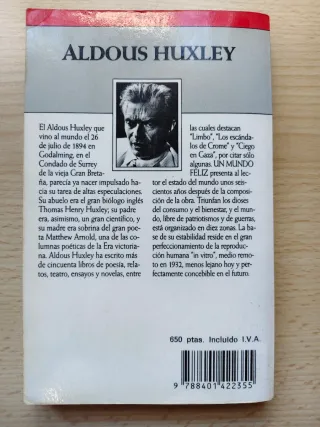 ALDOUS HUXLEY
El Aldous Huxley que
vino al mundo el 26
de julio de 1894 en
Godalming, en el
Condado de Surrey
de la vieja Gran Breta-
ña, parecía ya nacer impulsado
hacia su tarea de altas especulaciones.
Su abuelo era el gran biólogo inglés
Thomas Henry Huxley; su padre
era, asimismo, un gran científico, y
su madre era sobrina del gran poe-
ta Matthew Arnold, una de las co-
lumnas poéticas de la Era victoria-
na. Aldous Huxley ha escrito más
de cincuenta libros de poesía, rela-
tos, teatro, ensayos y novelas, entre
las cuales destacan
"Limbo", "Los escánda-
los de Crome" y "Ciego
en Gaza", por citar sólo
algunas. UN MUNDO
FELIZ presenta al lec-
tor el estado del mundo unos seis-
cientos años después de la compo-
sición de la obra. Triunfan los dioses
del consumo y el bienestar, y el mun-
do, libre de patriotismos y de guerras,
está organizado en diez zonas. La ba-
se de su estabilidad reside en el gran
perfeccionamiento de la reproduc-
ción humana "in vitro", medio remo-
to en 1932, menos lejano hoy y per-
fectamente concebible en el futuro.
650 ptas. Incluido I.V.A.
9 788401 422355